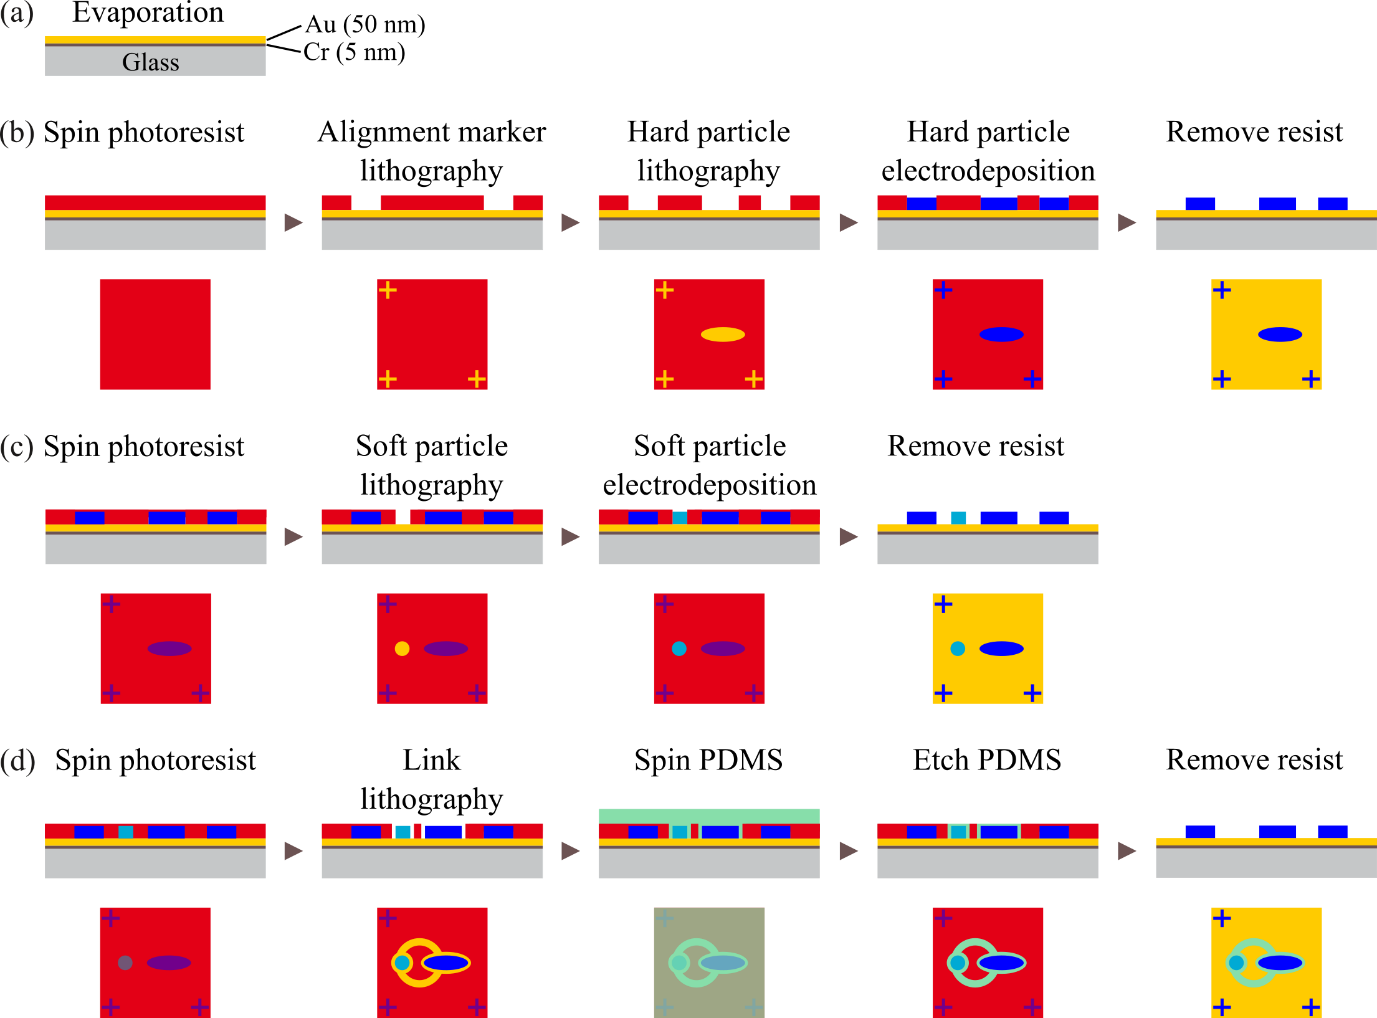 (a) Evaporation
Au (50 nm)
Cr (5 nm)
Glass
(b) Spin photoresist
Alignment marker
lithography
Hard particle
lithography
Hard particle
electrodeposition
Remove resist
(c) Spin photoresist
Soft particle
lithography
Soft particle
electrodeposition
Remove resist
(d) Spin photoresist
Link
lithography
Spin PDMS
Etch PDMS
Remove resist